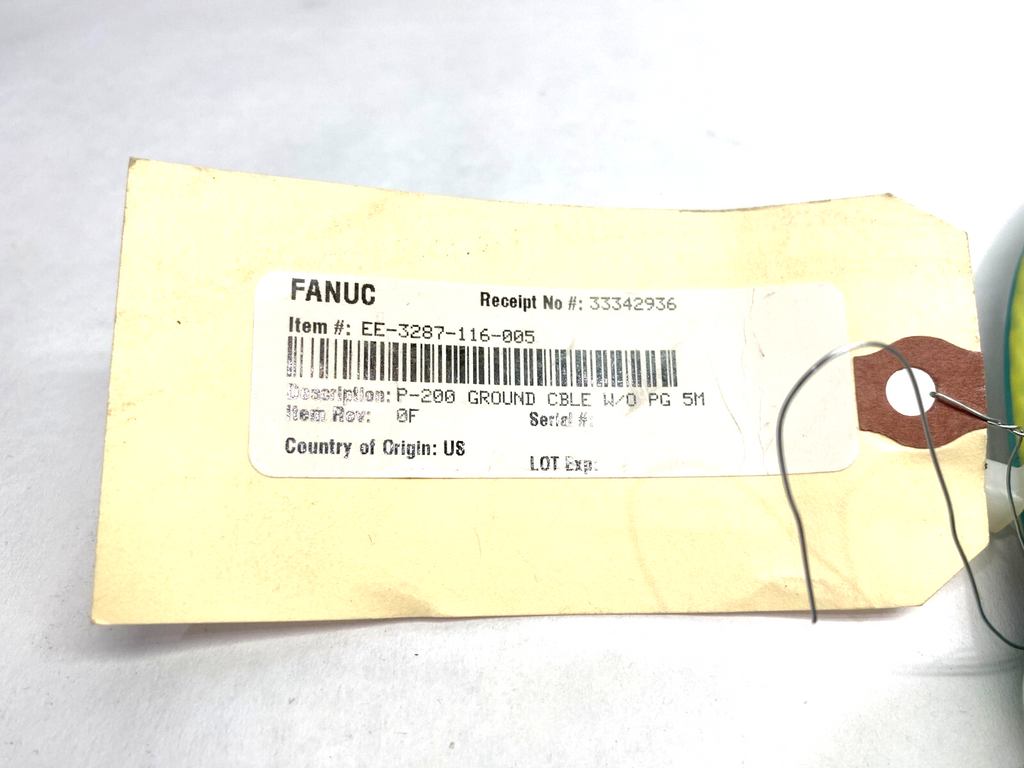 FANUC Receipt No #: 33342936
Item #: EE-3287-116-005
Description: P-200 GROUND CBLE W/O PG 5M
Item Rev: 0F Serial #:
Country of Origin: US
LOT Exp: